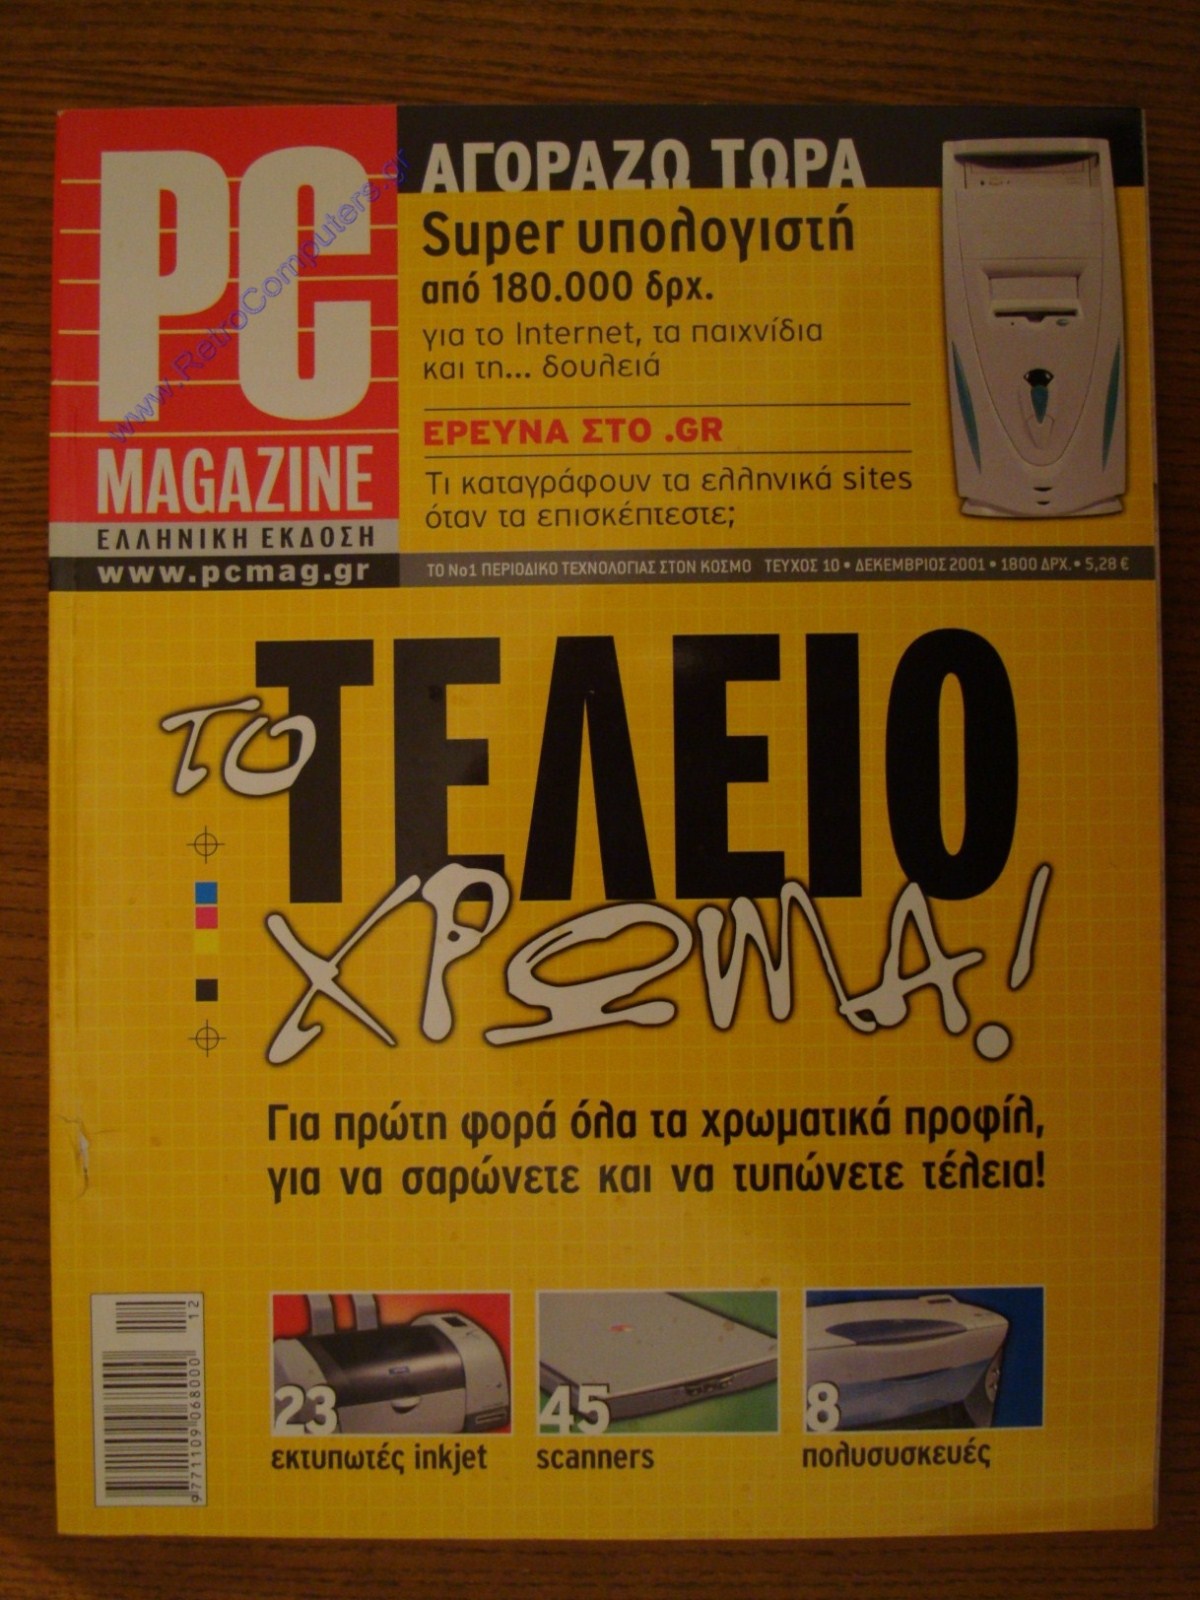 PC
MAGAZINE
ΕΛΛΗΝΙΚΗ ΕΚΔΟΣΗ
www.pcmag.gr
www.RetroComputers.gr
ΑΓΟΡΑΖΩ ΤΩΡΑ
Super υπολογιστή
από 180.000 δρχ.
για το Internet, τα παιχνίδια
και τη... δουλειά
ΕΡΕΥΝΑ ΣΤΟ .GR
Τι καταγράφουν τα ελληνικά sites
όταν τα επισκέπτεστε;
ΤΟ Νο1 ΠΕΡΙΟΔΙΚΟ ΤΕΧΝΟΛΟΓΙΑΣ ΣΤΟΝ ΚΟΣΜΟ ΤΕΥΧΟΣ 10 • ΔΕΚΕΜΒΡΙΟΣ 2001 • 1800 ΔΡΧ. • 5,28 €
ΤΟ ΤΕΛΕΙΟ
ΧΡΩΜΑ!
Για πρώτη φορά όλα τα χρωματικά προφίλ,
για να σαρώνετε και να τυπώνετε τέλεια!
23
εκτυπωτές inkjet
45
scanners
8
πολυσυσκευές
12
9771109068000